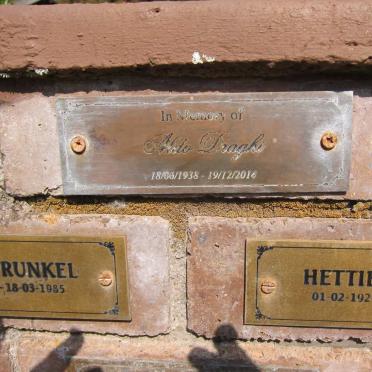 In Memory of
Aldo Draghi
18/06/1938 - 19/12/2016
RUNKEL
- 18-03-1985
HETTIE
01-02-192